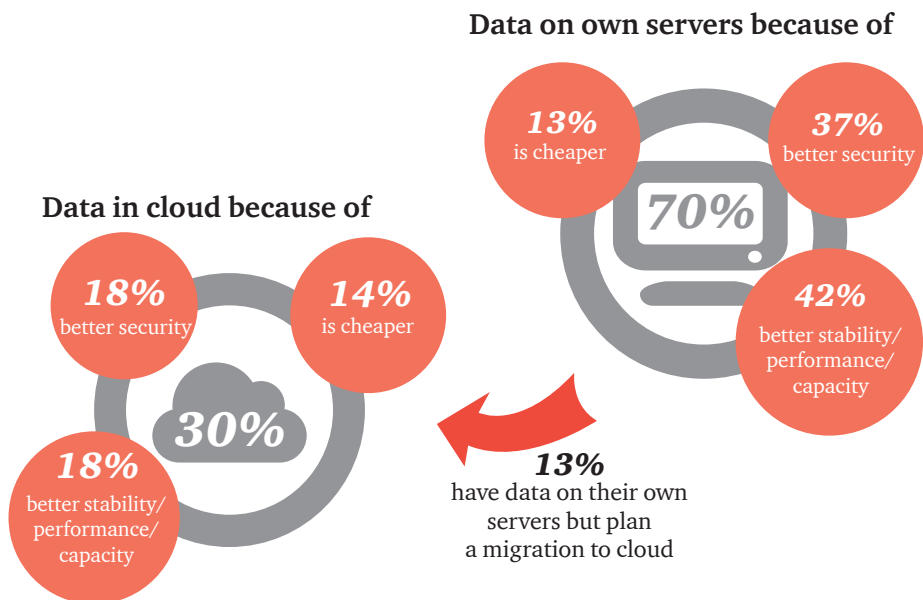 Data on own servers because of
13%
is cheaper
37%
better security
70%
42%
better stability/
performance/
capacity
Data in cloud because of
18%
better security
14%
is cheaper
30%
18%
better stability/
performance/
capacity
13%
have data on their own
servers but plan
a migration to cloud